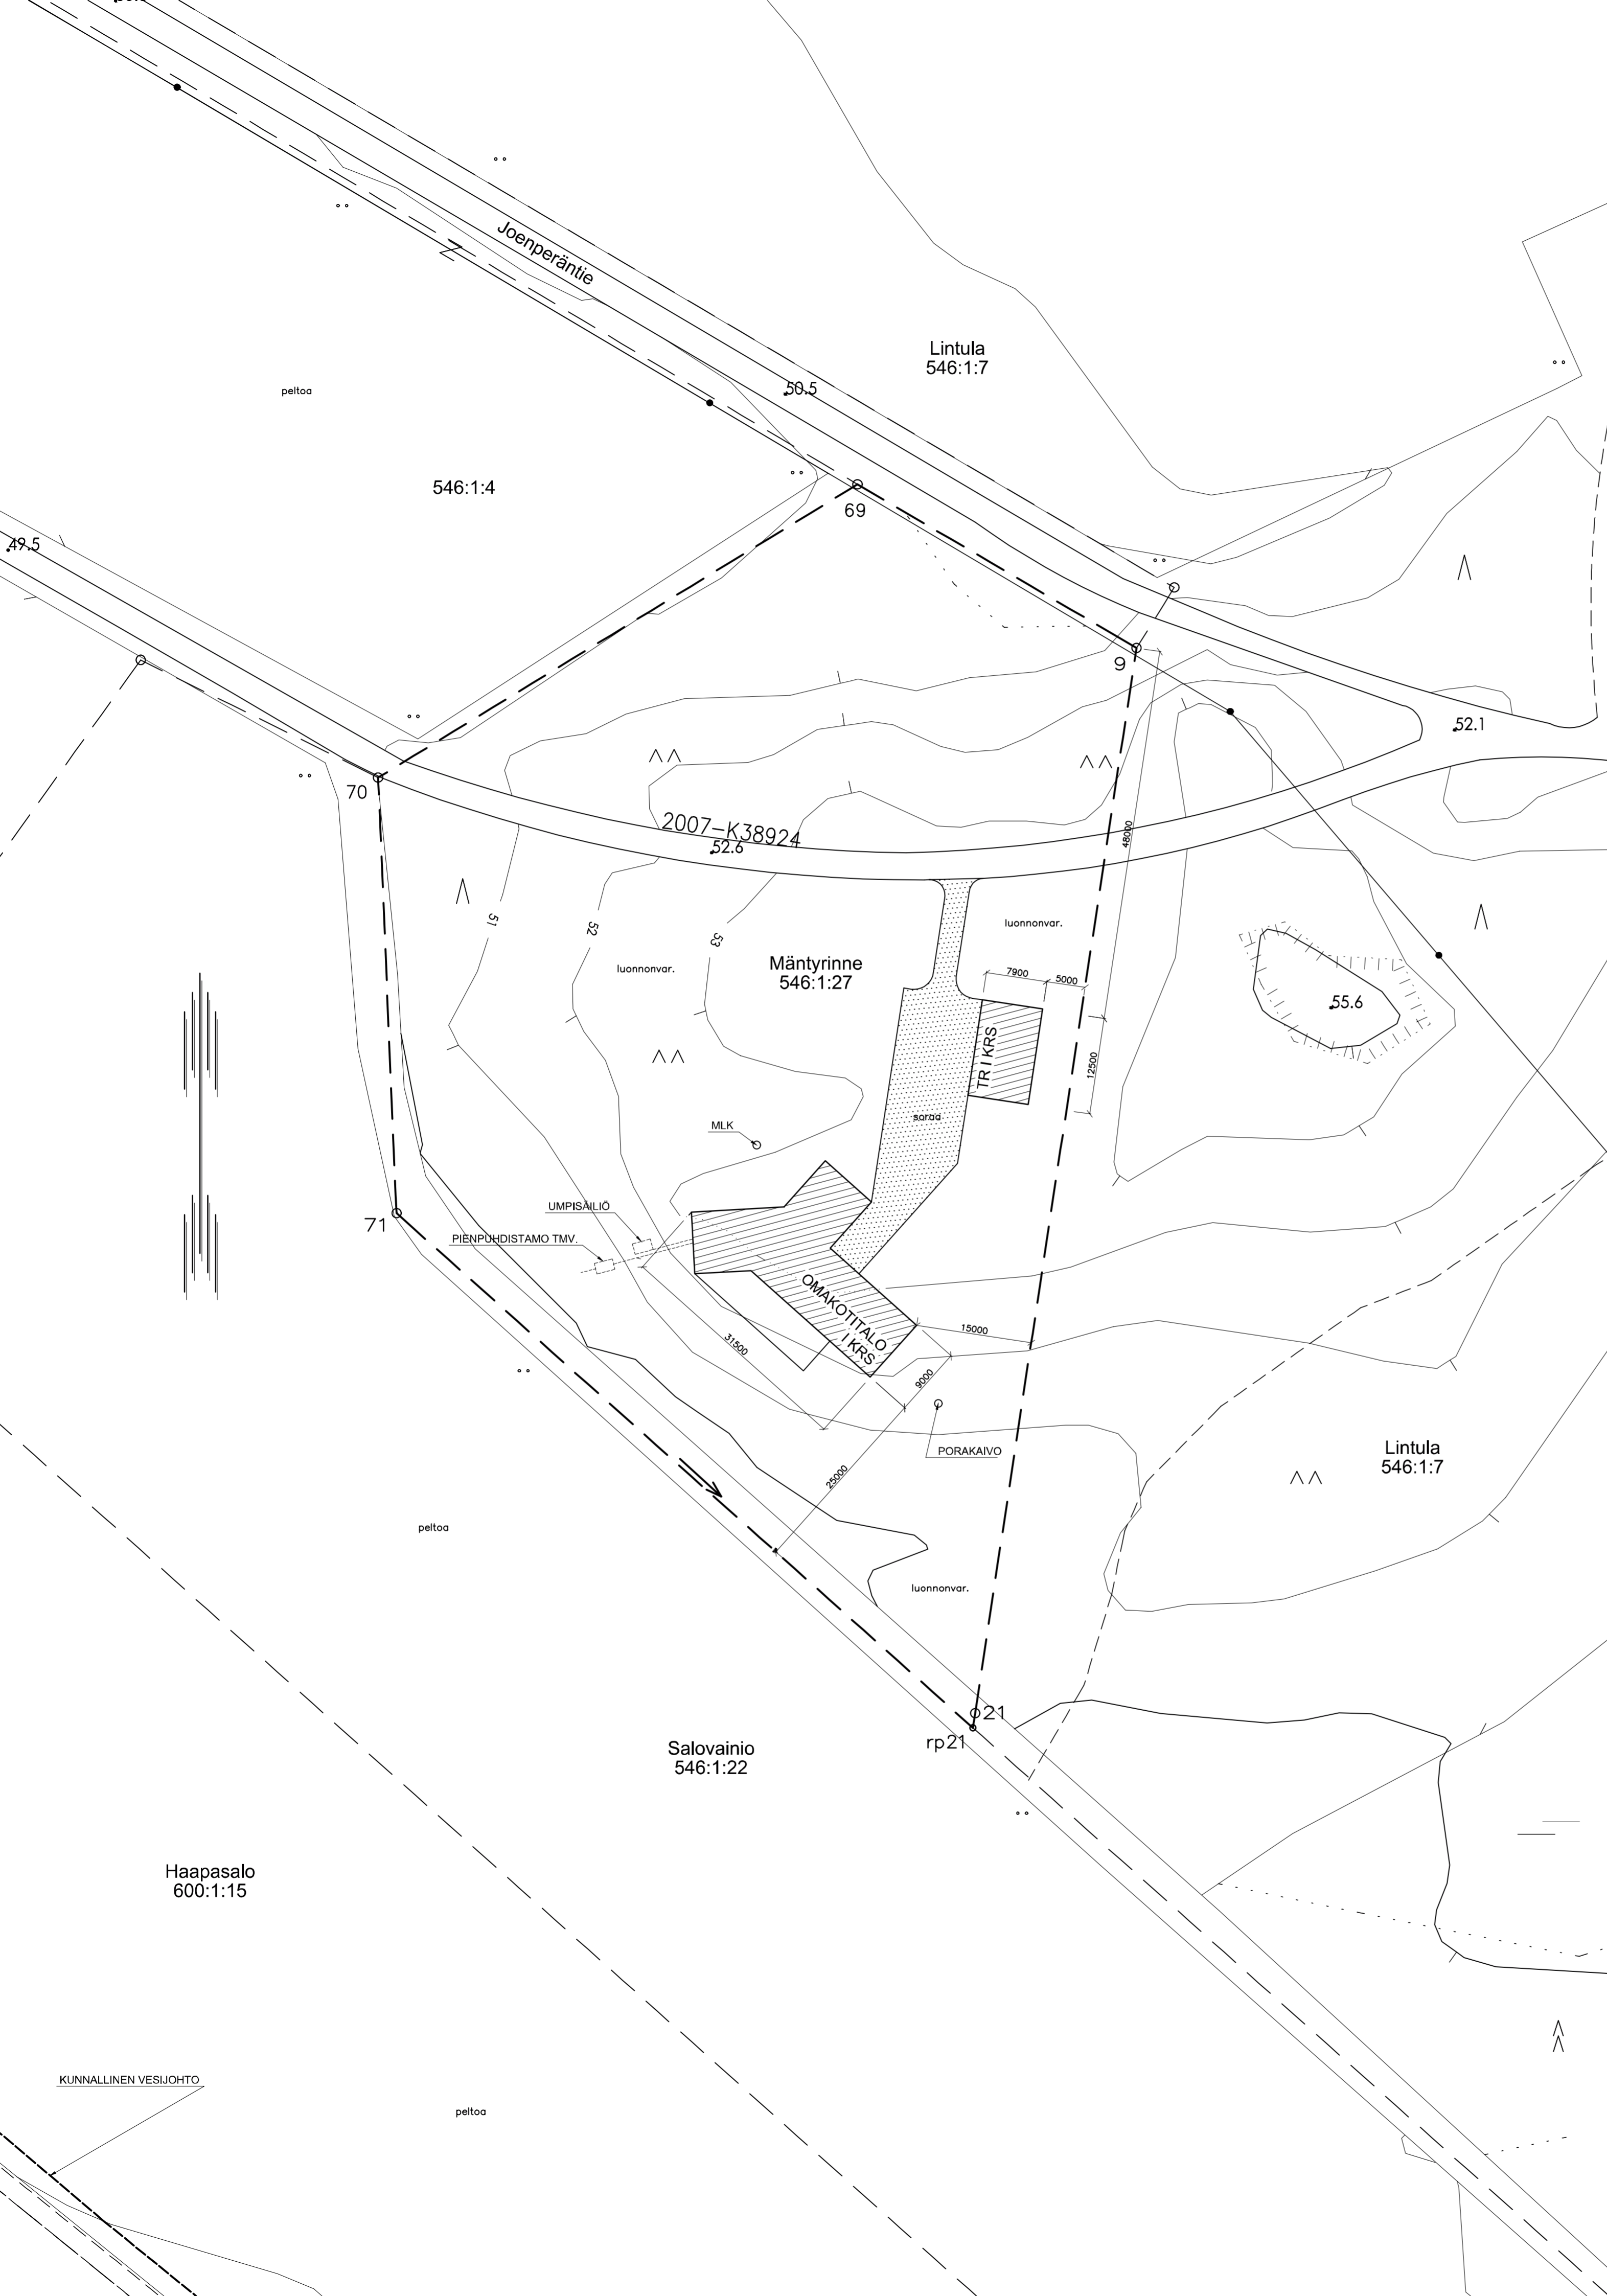 Joenperäntie
Lintula
546:1:7
50.5
peltoa
546:1:4
69
49.5
9
52.1
70
2007-K38924
52.6
48000
51
52
53
luonnonvar.
luonnonvar.
Mäntyrinne
546:1:27
7900
5000
55.6
TR I KRS
12500
soraa
MLK
UMPISÄILIÖ
71
PIENPUHDISTAMO TMV.
OMAKOTITALO
I KRS
15000
31500
9000
PORAKAIVO
25000
Lintula
546:1:7
peltoa
luonnonvar.
21
rp21
Salovainio
546:1:22
Haapasalo
600:1:15
KUNNALLINEN VESIJOHTO
peltoa